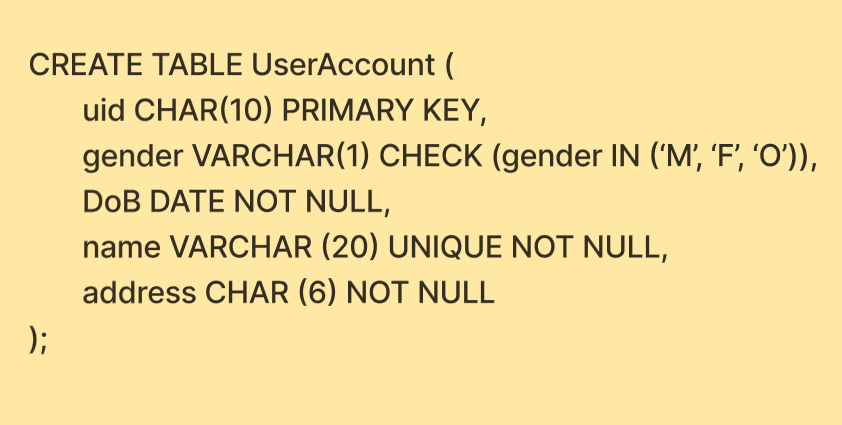 CREATE TABLE UserAccount (
uid CHAR(10) PRIMARY KEY,
gender VARCHAR(1) CHECK (gender IN (‘M’, ‘F’, ‘O’)),
DoB DATE NOT NULL,
name VARCHAR (20) UNIQUE NOT NULL,
address CHAR (6) NOT NULL
);